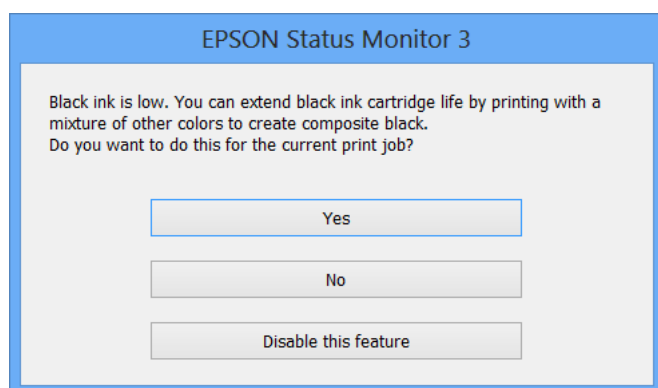 EPSON Status Monitor 3
Black ink is low. You can extend black ink cartridge life by printing with a
mixture of other colors to create composite black.
Do you want to do this for the current print job?
Yes
No
Disable this feature